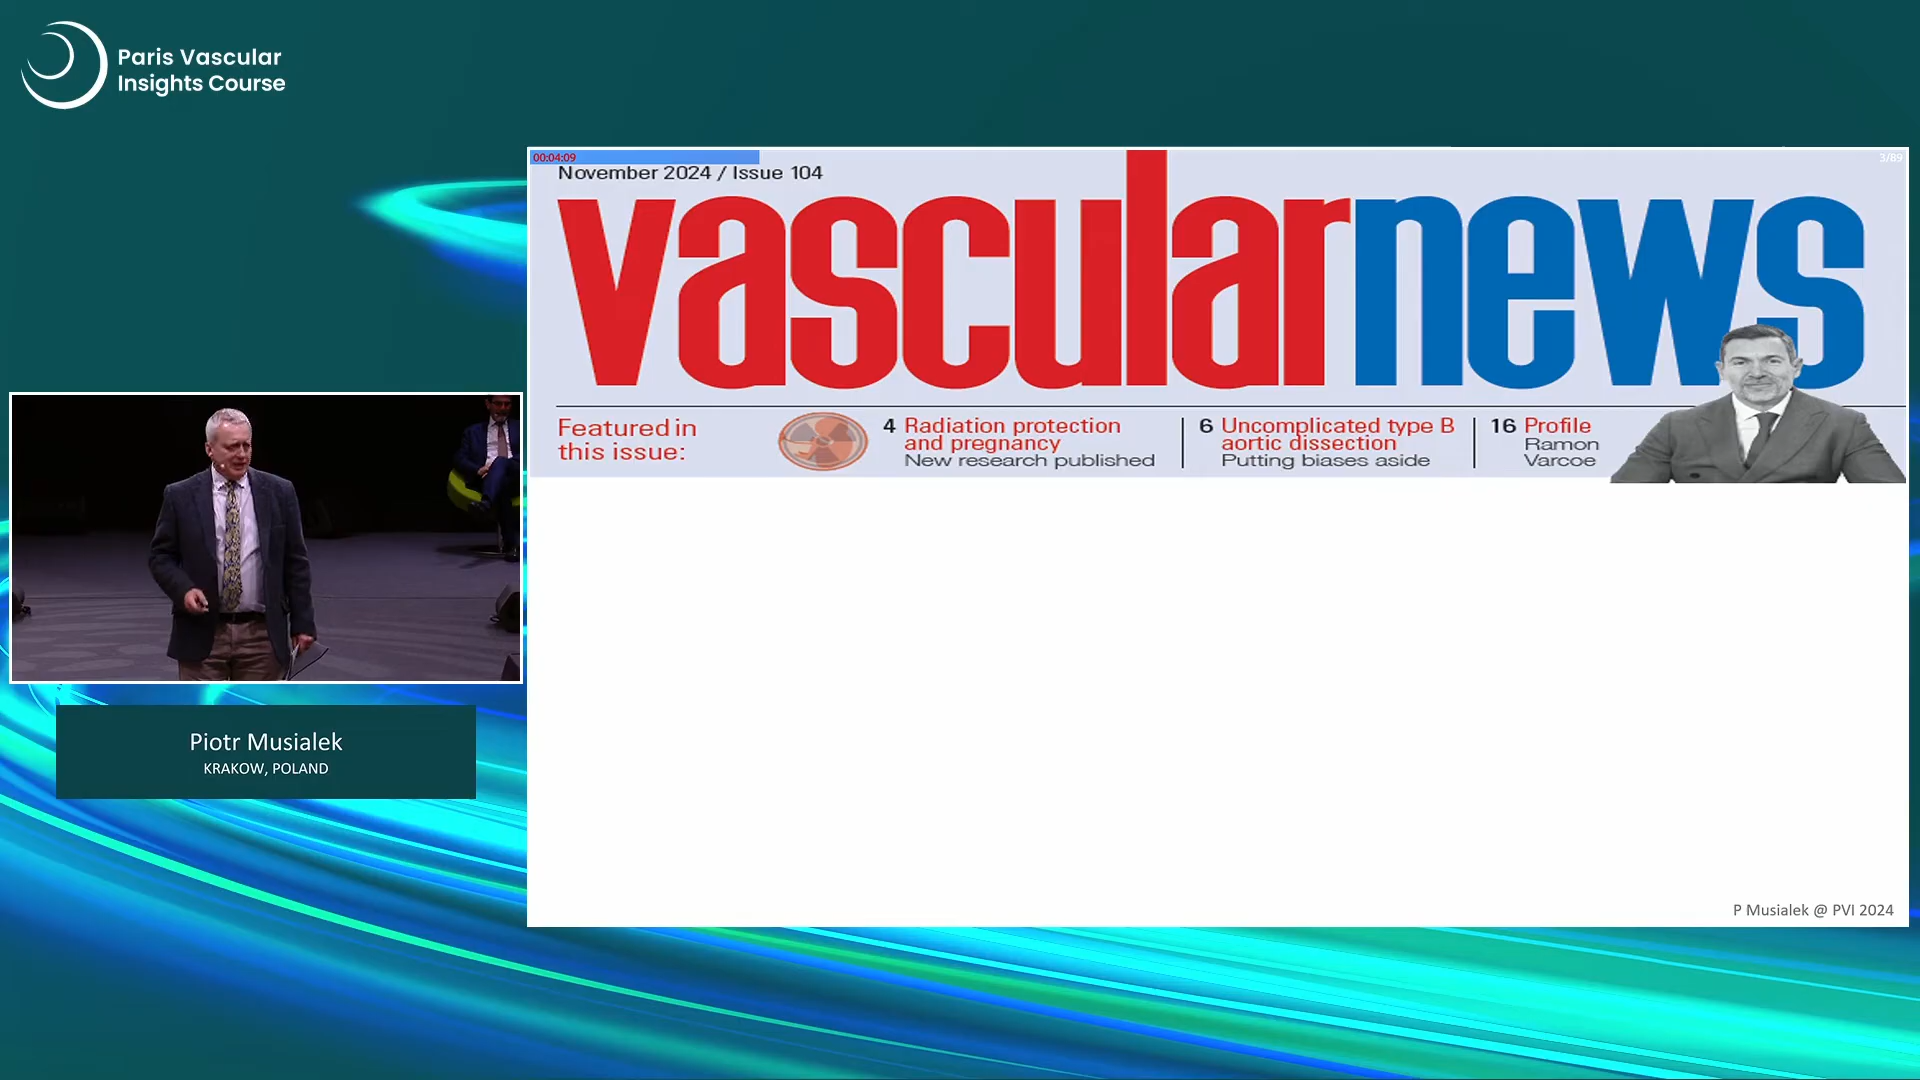 Paris Vascular
Insights Course
00:04:09
3/89
November 2024 / Issue 104
vascularnews
Featured in
this issue:
4 Radiation protection
and pregnancy
New research published
6 Uncomplicated type B
aortic dissection
Putting biases aside
16 Profile
Ramon
Varcoe
Piotr Musialek
KRAKOW, POLAND
P Musialek @ PVI 2024